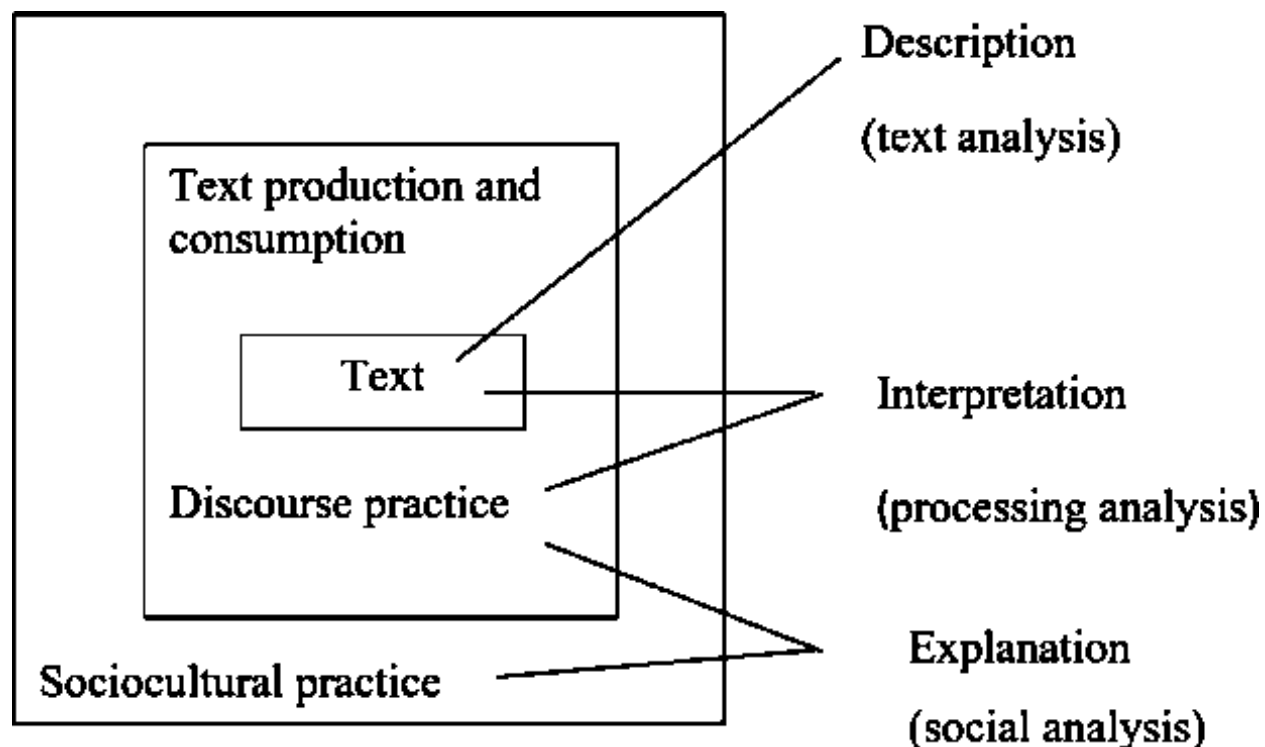 Description
(text analysis)
Text production and
consumption
Text
Interpretation
Discourse practice
(processing analysis)
Explanation
Sociocultural practice
(social analysis)